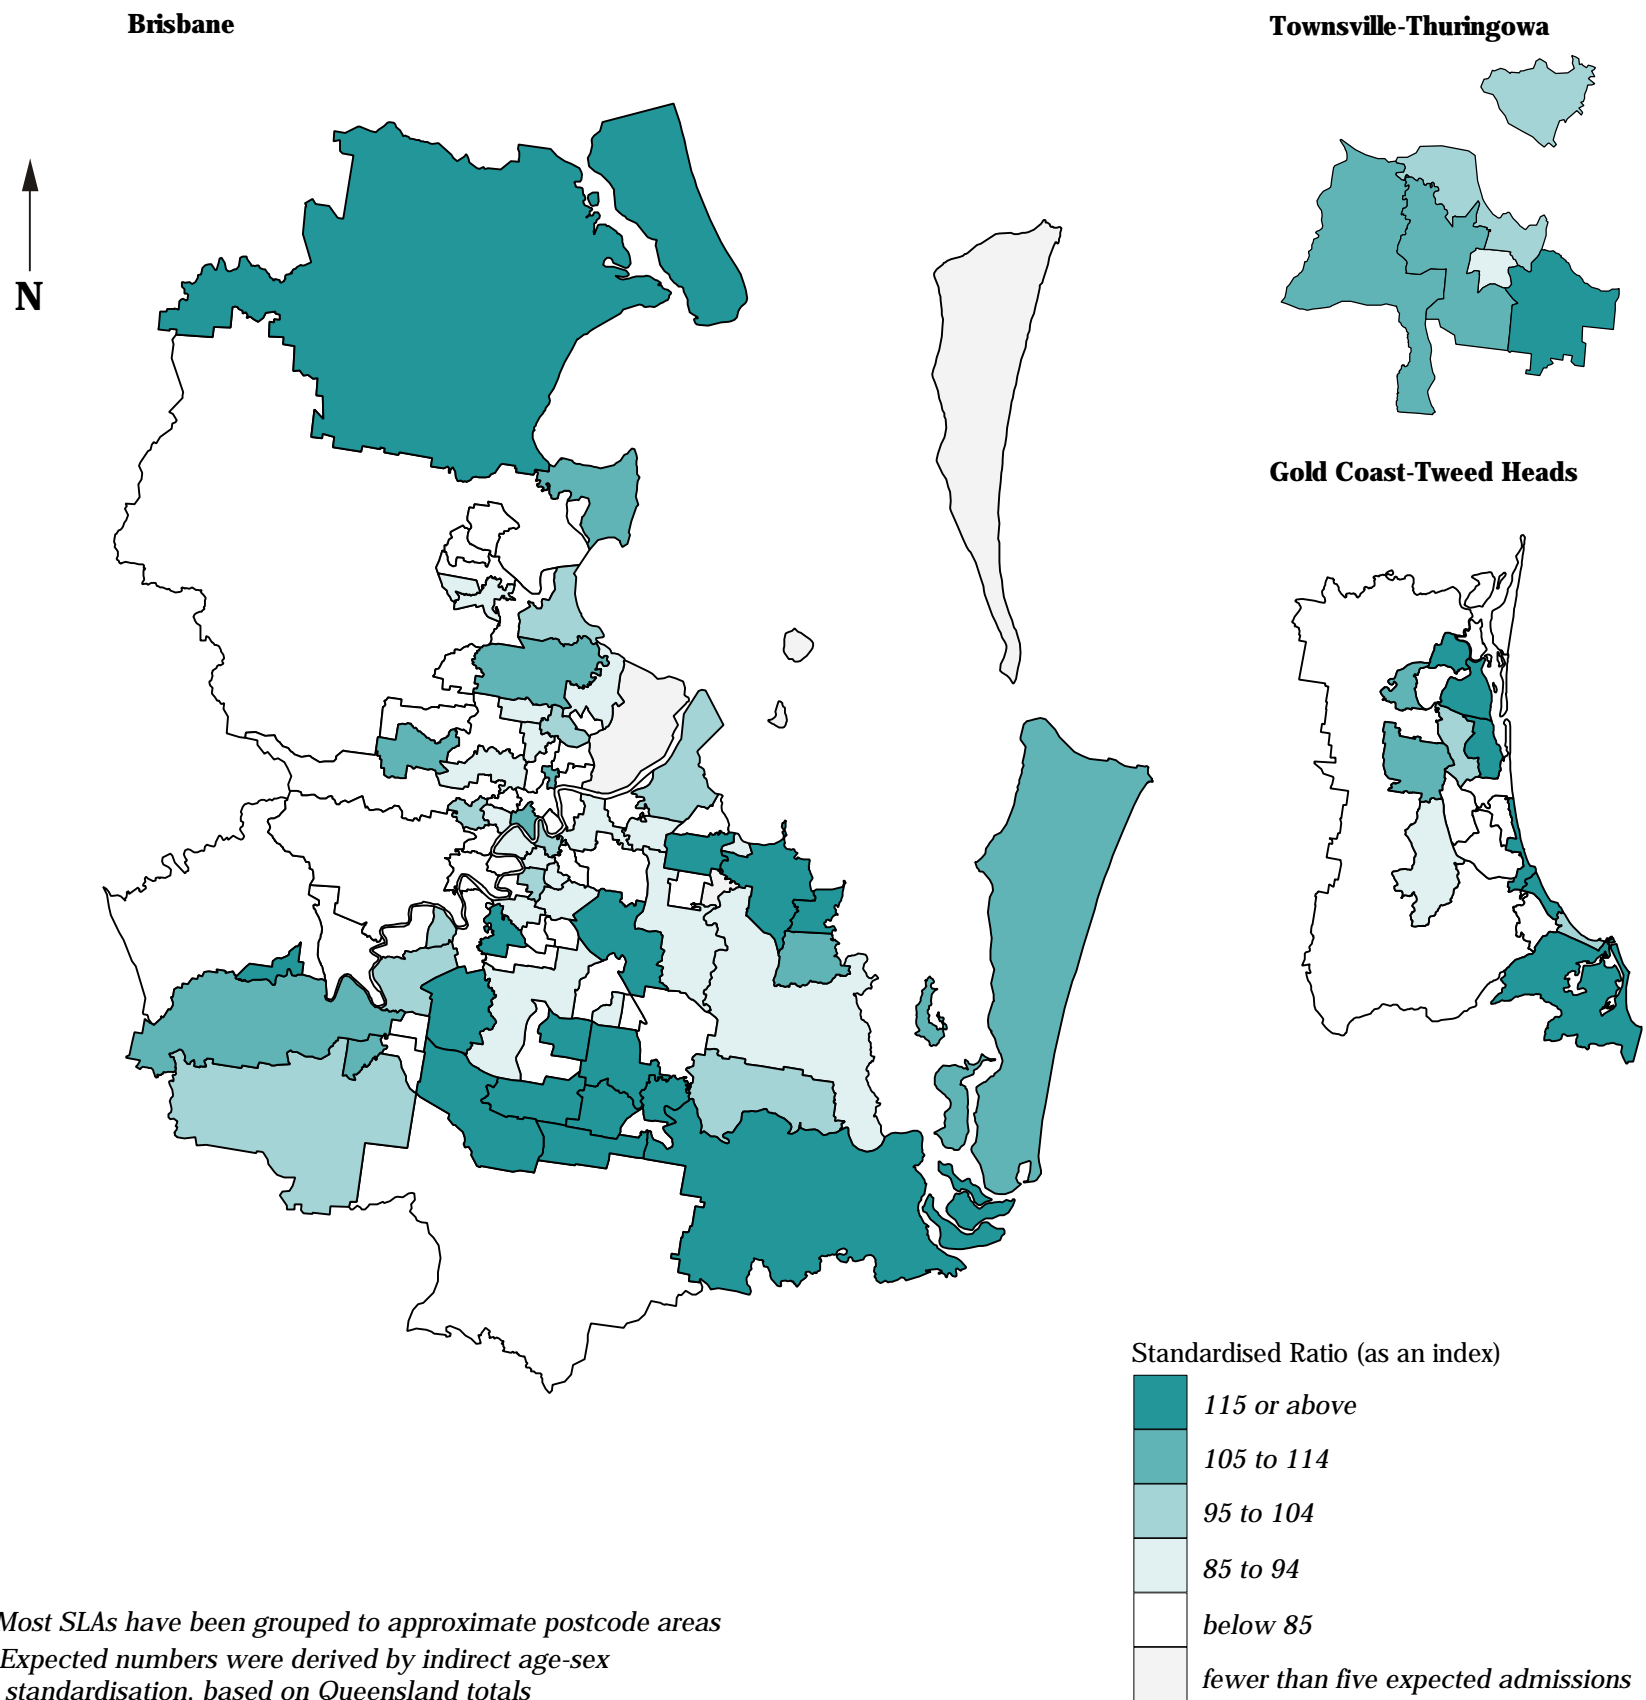 Brisbane
Townsville-Thuringowa
N
Gold Coast-Tweed Heads
Standardised Ratio (as an index)
115 or above
105 to 114
95 to 104
85 to 94
below 85
fewer than five expected admissions
Most SLAs have been grouped to approximate postcode areas
Expected numbers were derived by indirect age-sex
standardisation, based on Queensland totals